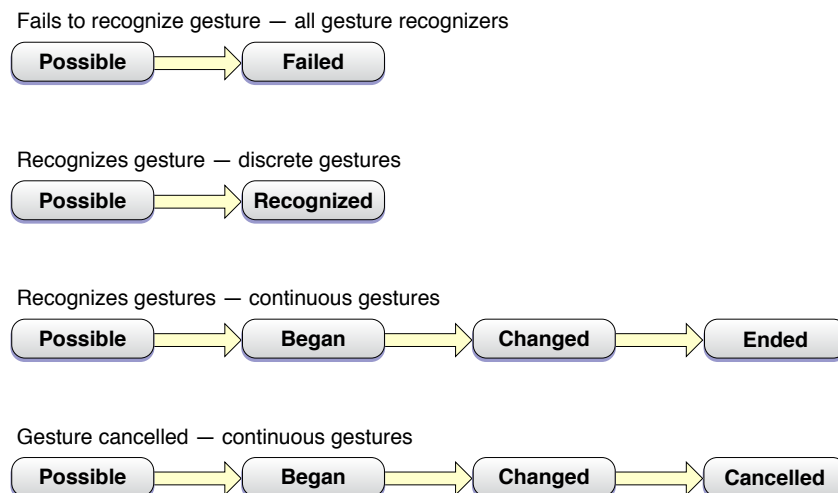 Fails to recognize gesture — all gesture recognizers
Possible Failed
Recognizes gesture — discrete gestures
Possible Recognized
Recognizes gestures — continuous gestures
Possible Began Changed Ended
Gesture cancelled — continuous gestures
Possible Began Changed Cancelled